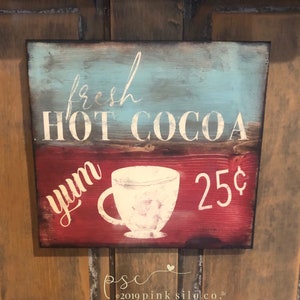 fresh
HOT COCOA
yum
25¢
psc
©2019 pink silo co.